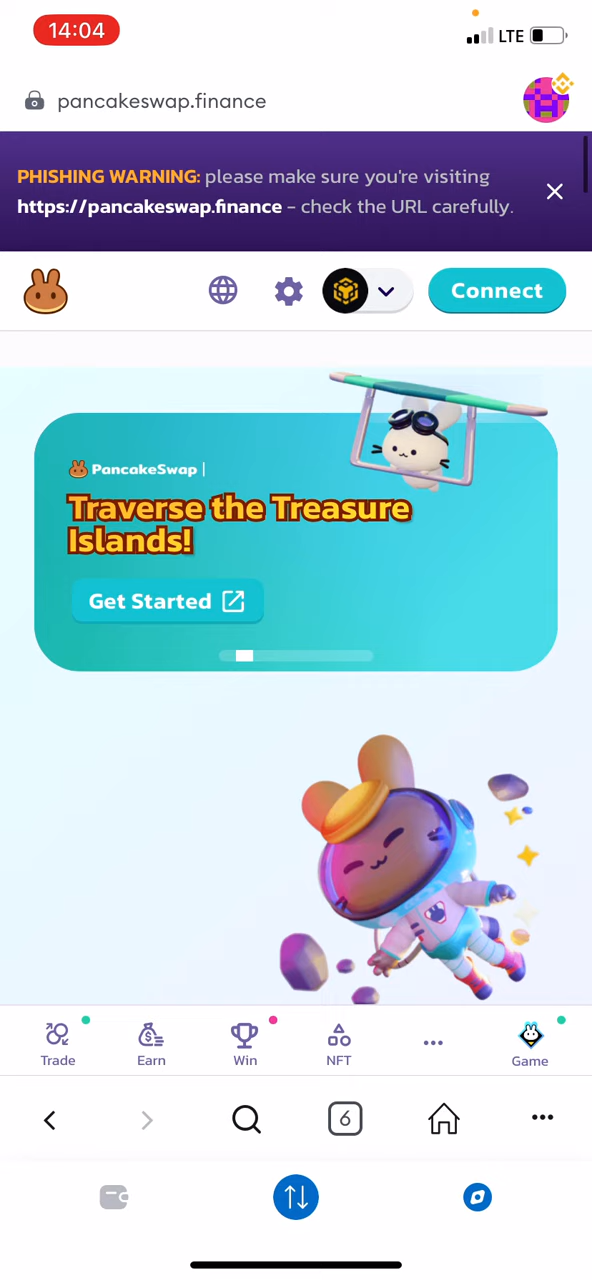 14:04
LTE
pancakeswap.finance
PHISHING WARNING: please make sure you're visiting
https://pancakeswap.finance - check the URL carefully.
Connect
PancakeSwap
Traverse the Treasure
Islands!
Get Started
Trade
Earn
Win
NFT
Game
6